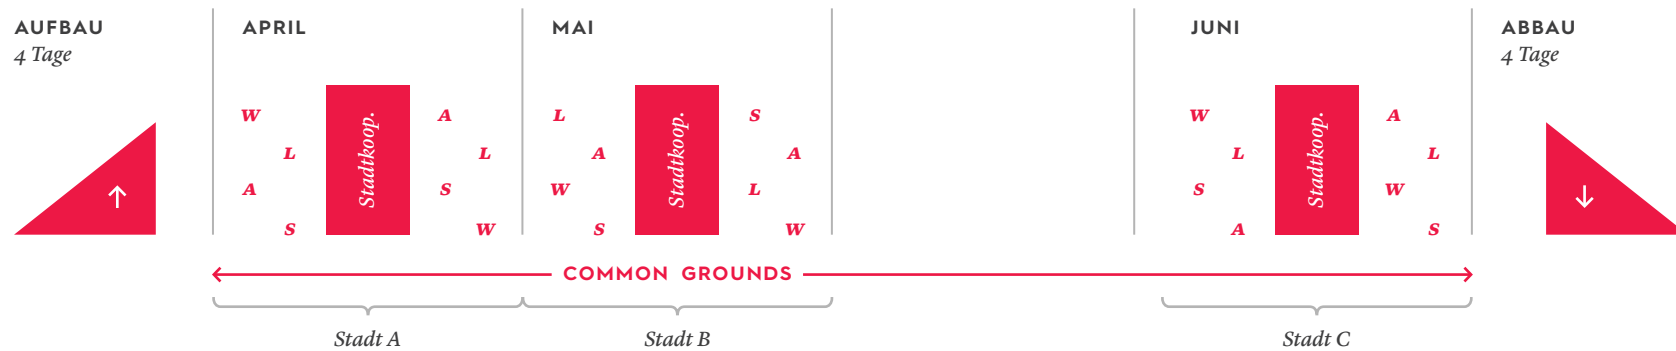 AUFBAU
4 Tage
APRIL
MAI
JUNI
ABBAU
4 Tage
W
L
A
S
Stadtkoop.
A
L
S
W
L
A
W
S
Stadtkoop.
S
A
L
W
W
L
S
A
Stadtkoop.
A
L
W
S
COMMON GROUNDS
Stadt A
Stadt B
Stadt C